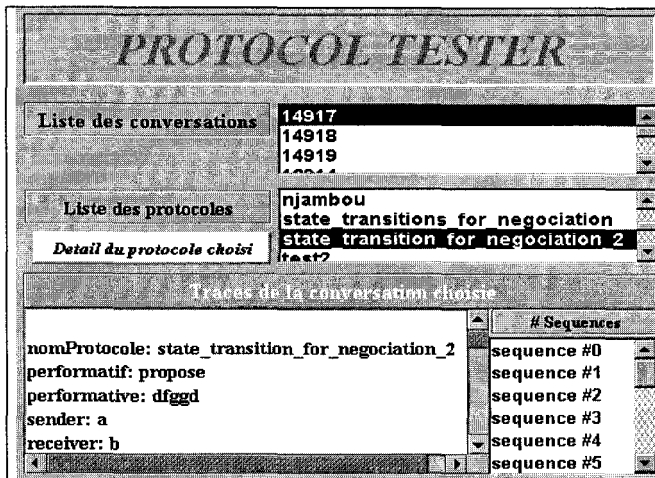 PROTOCOL TESTER
Liste des conversations
14917
14918
14919
Liste des protocoles
Detail du protocole choisi
njambou
state_transitions_for_negociation
state_transition_for_negociation_2
test2
Traces de la conversation choisie
nomProtocole: state_transition_for_negociation_2
performatif: propose
performative: dfggd
sender: a
receiver: b
# Sequences
sequence #0
sequence #1
sequence #2
sequence #3
sequence #4
sequence #5